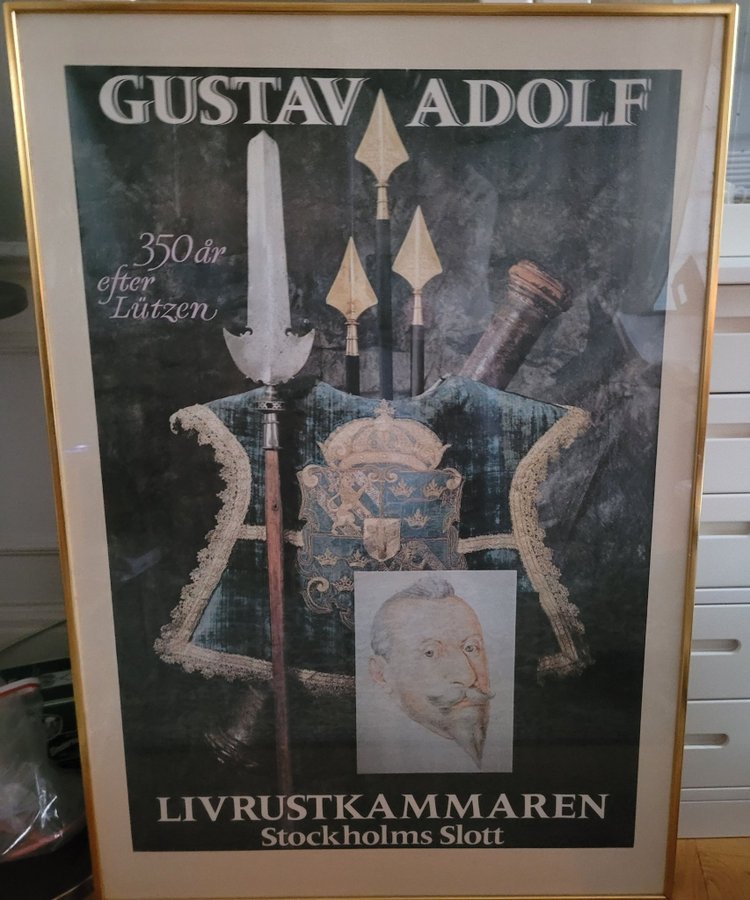 GUSTAV ADOLF
350 år
efter
Lützen
LIVRUSTKAMMAREN
Stockholms Slott